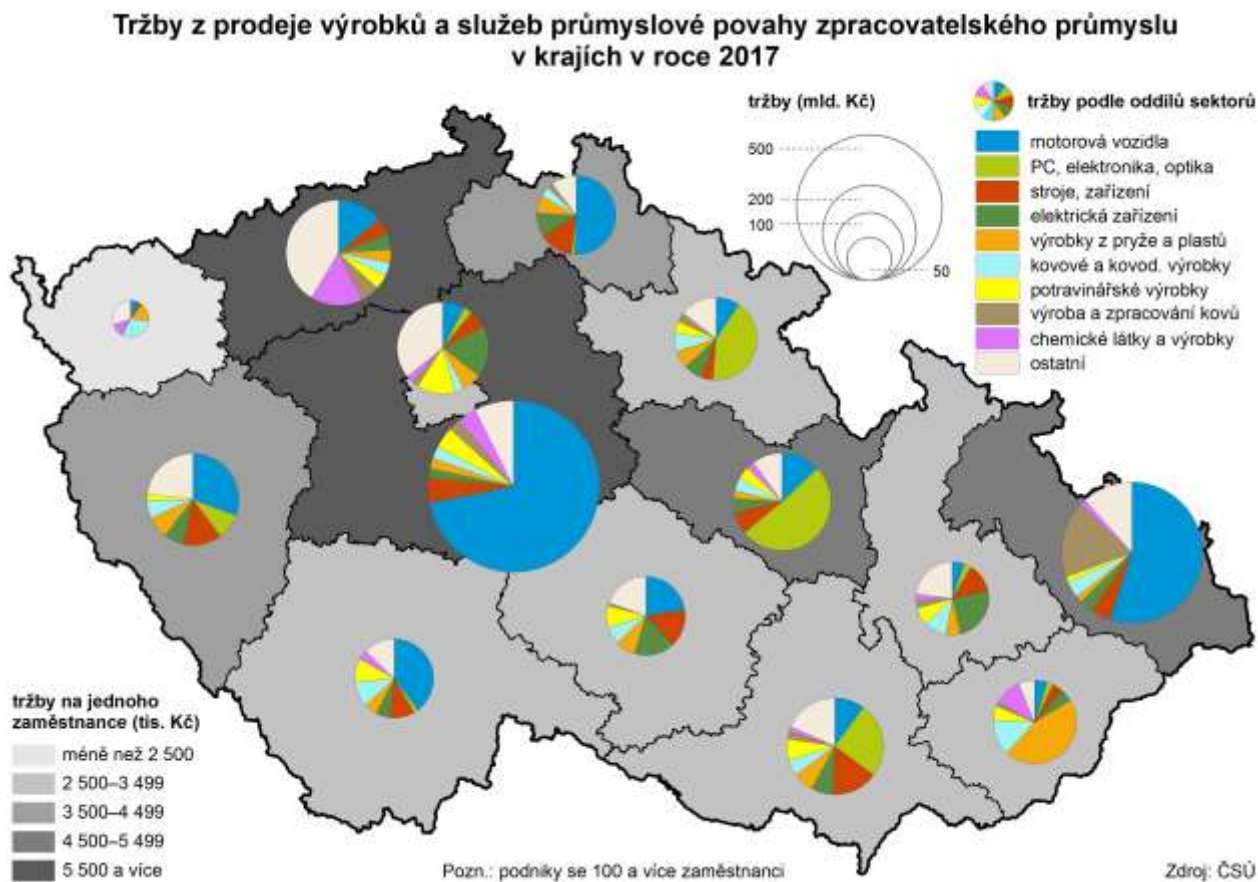 Tržby z prodeje výrobků a služeb průmyslové povahy zpracovatelského průmyslu
v krajích v roce 2017
tržby (mld. Kč)
500
200
100
50
tržby podle oddílů sektorů
motorová vozidla
PC, elektronika, optika
stroje, zařízení
elektrická zařízení
výrobky z pryže a plastů
kovové a kovod. výrobky
potravinářské výrobky
výroba a zpracování kovů
chemické látky a výrobky
ostatní
tržby na jednoho
zaměstnance (tis. Kč)
méně než 2 500
2 500–3 499
3 500–4 499
4 500–5 499
5 500 a více
Pozn.: podniky se 100 a více zaměstnanci
Zdroj: ČSÚ